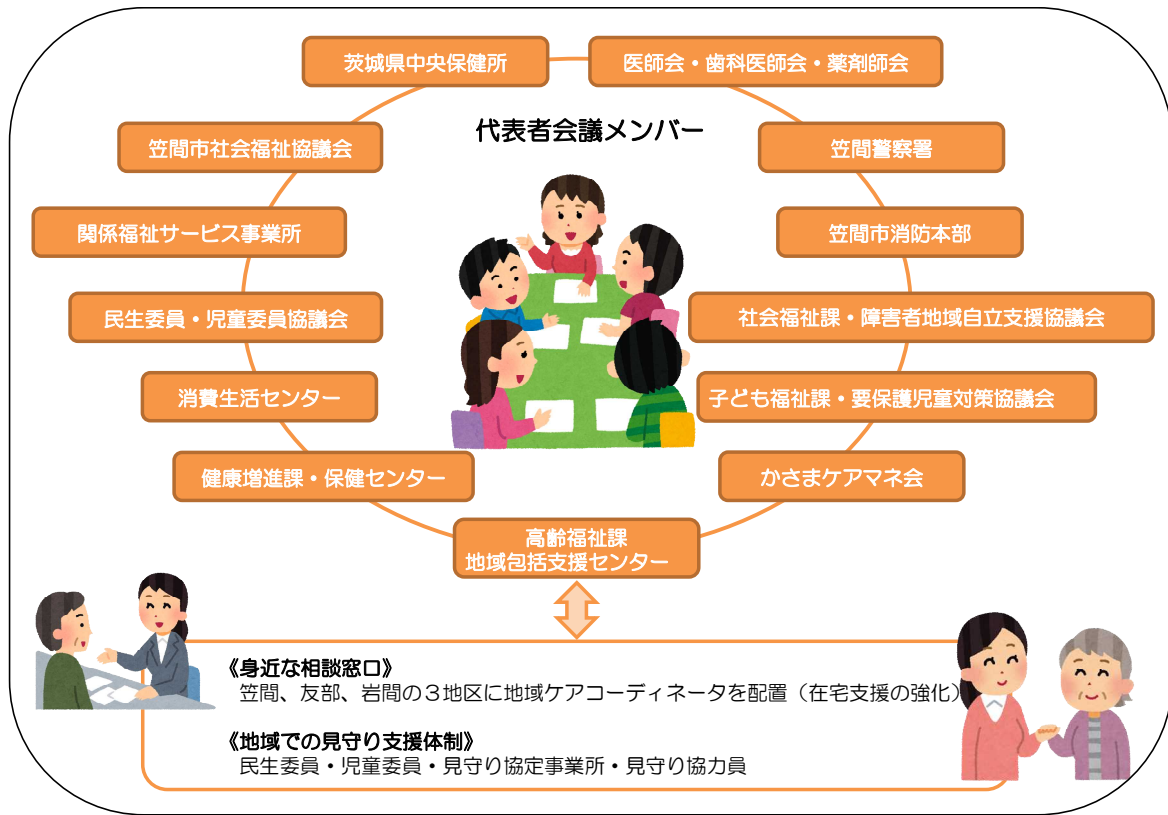 茨城県中央保健所
医師会・歯科医師会・薬剤師会
代表者会議メンバー
笠間市社会福祉協議会
笠間警察署
関係福祉サービス事業所
笠間市消防本部
民生委員・児童委員協議会
社会福祉課・障害者地域自立支援協議会
消費生活センター
子ども福祉課・要保護児童対策協議会
健康増進課・保健センター
かさまケアマネ会
高齢福祉課
地域包括支援センター
《身近な相談窓口》
笠間、友部、岩間の３地区に地域ケアコーディネータを配置（在宅支援の強化）
《地域での見守り支援体制》
民生委員・児童委員・見守り協定事業所・見守り協力員